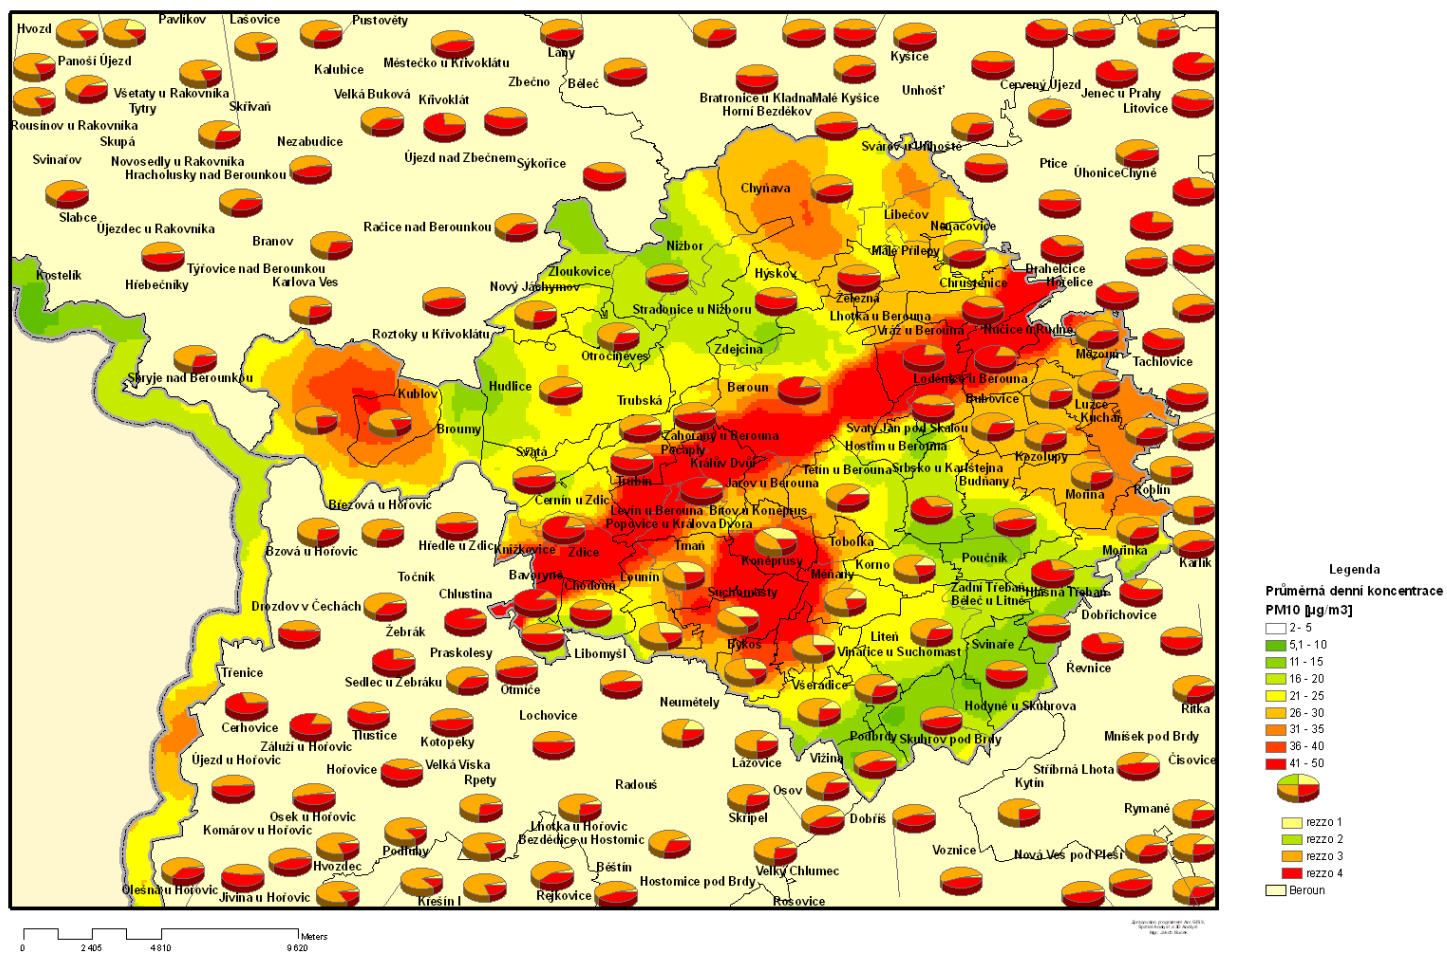 Hvozd
Pavlíkov
Lašovice
Pustověty
Panoší Újezd
Kalubice
Městečko u Křivoklátu
Lány
Zbečno
Běleč
Kyšice
Všetaty u Rakovníka
Tytry
Skřivaň
Velká Buková
Křivoklát
Bratronice u Kladna
Malé Kyšice
Horní Bezděkov
Unhošť
Červený Újezd
Jeneč u Prahy
Litovice
Rousínov u Rakovníka
Skupá
Nezabudice
Svinařov
Novosedly u Rakovníka
Hracholusky nad Berounkou
Újezd nad Zbečnem
Sýkořice
Svárov u Unhoště
Ptice
Úhonice
Chýně
Chyňava
Slabce
Újezdec u Rakovníka
Račice nad Berounkou
Libečov
Nenačovice
Branov
Nižbor
Malé Přílepy
Kostelík
Týřovice nad Berounkou
Hřebečníky
Karlova Ves
Zloukovice
Nový Jáchymov
Hýskov
Železná
Chrustenice
Drahelčice
Hořelice
Roztoky u Křivoklátu
Stradonice u Nižboru
Lhotka u Berouna
Vráž u Berouna
Nučice u Rudné
Otročiněves
Zdejcina
Mezouň
Tachlovice
Skryje nad Berounkou
Kublov
Hudlice
Trubská
Beroun
Loděnice u Berouna
Bubovice
Lužce
Kuchař
Broumy
Svatá
Zahořany u Berouna
Počaply
Svatý Jan pod Skalou
Hostim u Berouna
Kozolupy
Králův Dvůr
Trubín
Tetín u Berouna
Srbsko u Karlštejna
Budňany
Jarov u Berouna
Mořina
Roblín
Březová u Hořovic
Černín u Zdic
Levín u Berouna
Bítov u Koněprus
Popovice u Králova Dvora
Bzová u Hořovic
Hředle u Zdic
Knížkovice
Zdice
Tmaň
Koněprusy
Tobolka
Korno
Poučník
Mořinka
Karlík
Točník
Bavoryně
Chodouň
Lounín
Suchomasty
Měňany
Zadní Třebaň
Běleč u Litně
Hlásná Třebaň
Dobřichovice
Drozdov v Čechách
Chlustina
Žebrák
Praskolesy
Libomyšl
Bykoš
Liteň
Vinařice u Suchomast
Svinaře
Řevnice
Třenice
Sedlec u Žebráku
Otmíče
Všeradice
Cerhovice
Neumětely
Hodyně u Skuhrova
Řitka
Záluží u Hořovic
Tlustice
Kotopeky
Lochovice
Podbrdy
Skuhrov pod Brdy
Mníšek pod Brdy
Újezd u Hořovic
Hořovice
Velká Víska
Rpety
Radouš
Lážovice
Vižina
Stříbrná Lhota
Čisovice
Kytín
Osek u Hořovic
Osov
Rymaně
Komárov u Hořovic
Lhotka u Hořovic
Bezdědice u Hostomic
Skřipel
Dobříš
Hvozdec
Podluhy
Běštín
Voznice
Nová Ves pod Pleší
Olešná u Hořovic
Jivina u Hořovic
Křešín I
Rejkovice
Hostomice pod Brdy
Velký Chlumec
Rosovice
Legenda
Průměrná denní koncentrace
PM10 [µg/m3]
2 - 5
5,1 - 10
11 - 15
16 - 20
21 - 25
26 - 30
31 - 35
36 - 40
41 - 50
rezzo 1
rezzo 2
rezzo 3
rezzo 4
Beroun
Meters
0 2 405 4 810 9 620